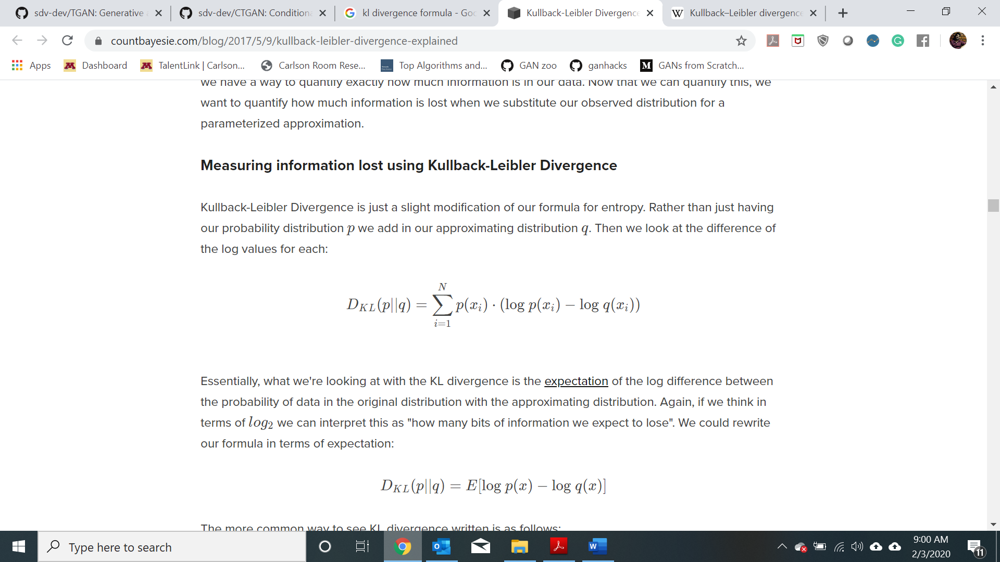 sdv-dev/TGAN: Generative
sdv-dev/CTGAN: Condition
kl divergence formula - Goo
Kullback-Leibler Divergence
Kullback–Leibler divergence
countbayesie.com/blog/2017/5/9/kullback-leibler-divergence-explained
Apps
Dashboard
TalentLink | Carlson...
Carlson Room Rese...
Top Algorithms and...
GAN zoo
ganhacks
GANs from Scratch...
we have a way to quantify exactly how much information is in our data. Now that we can quantify this, we
want to quantify how much information is lost when we substitute our observed distribution for a
parameterized approximation.
Measuring information lost using Kullback-Leibler Divergence
Kullback-Leibler Divergence is just a slight modification of our formula for entropy. Rather than just having
our probability distribution p we add in our approximating distribution q. Then we look at the difference of
the log values for each:
D_{KL}(p||q) = \sum_{i=1}^{N} p(x_i) · (log p(x_i) − log q(x_i))
Essentially, what we're looking at with the KL divergence is the expectation of the log difference between
the probability of data in the original distribution with the approximating distribution. Again, if we think in
terms of log_2 we can interpret this as "how many bits of information we expect to lose". We could rewrite
our formula in terms of expectation:
D_{KL}(p||q) = E[log p(x) − log q(x)]
The more common way to see KL divergence written is as follows:
Type here to search
9:00 AM
2/3/2020
11